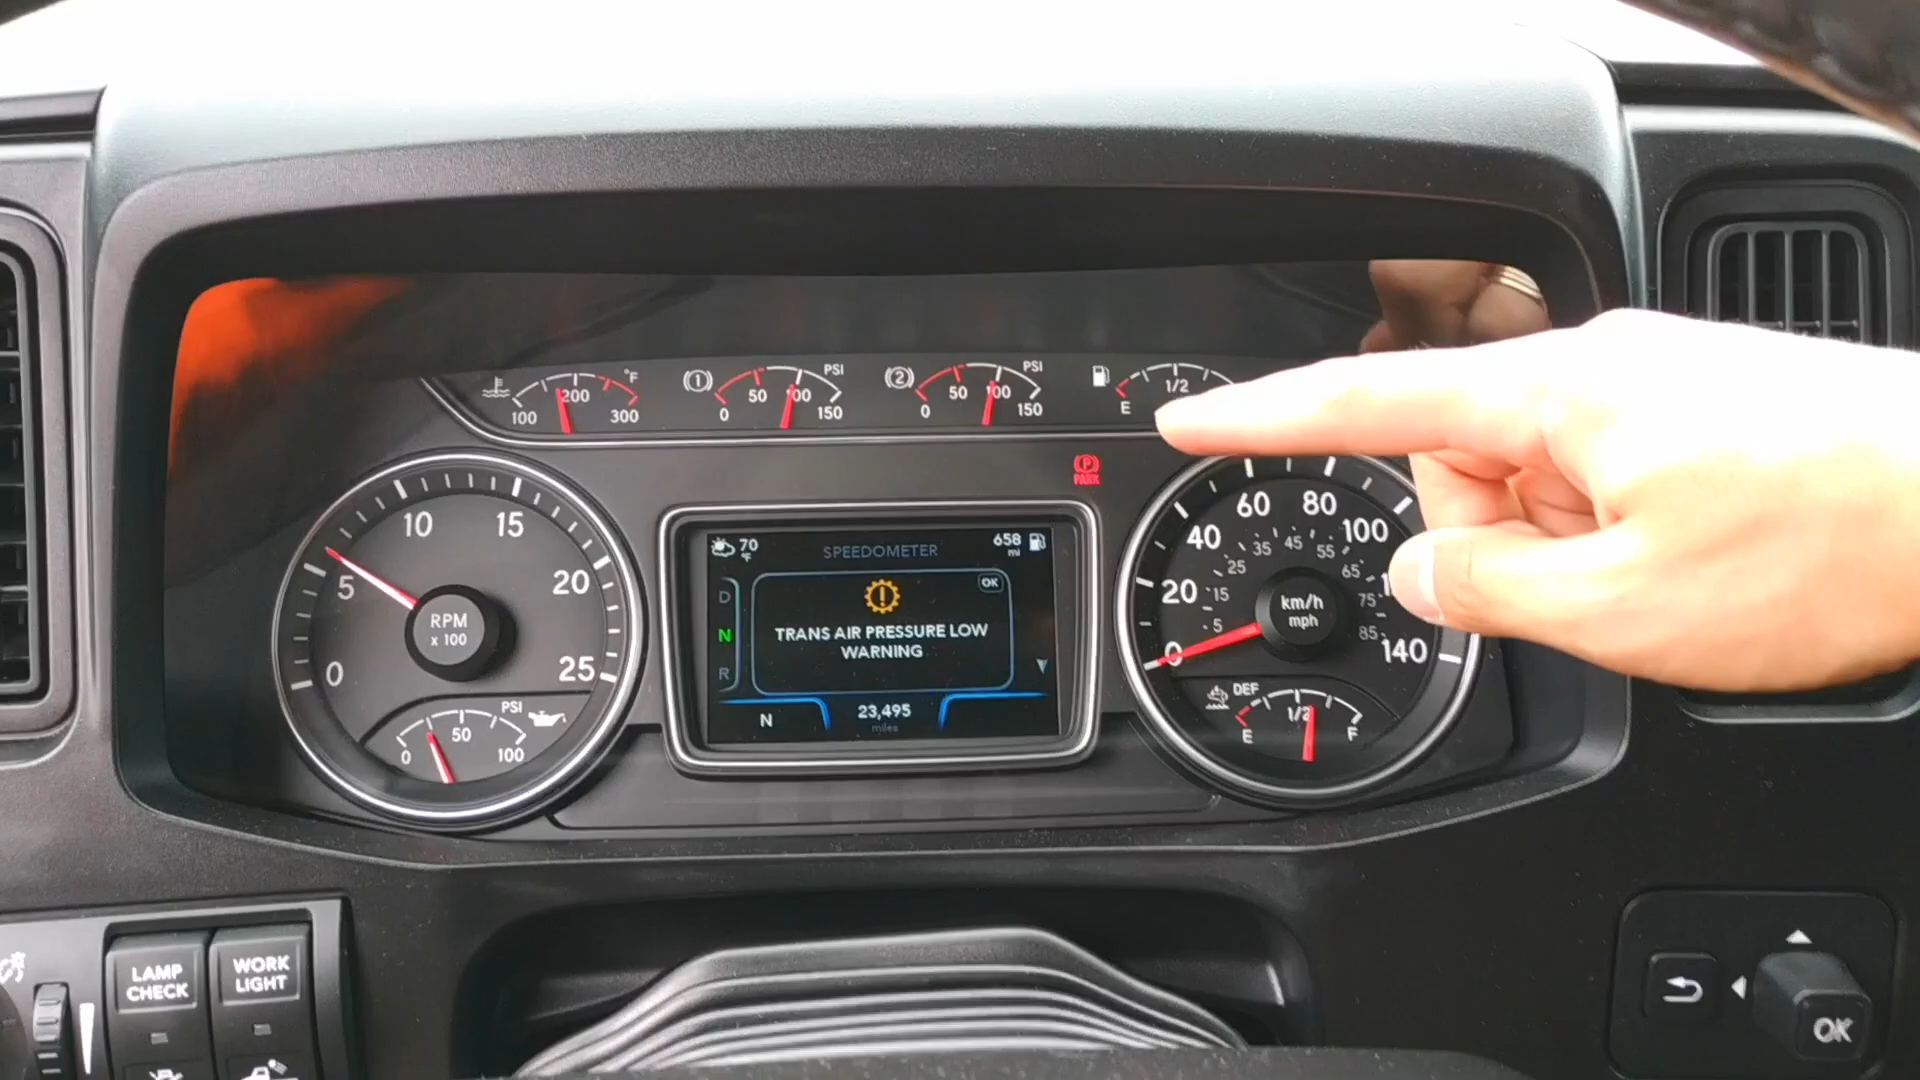 °F
200
100
300
1
PSI
50
100
0
150
2
PSI
50
100
0
150
1/2
E
P
PARK
5
10
15
20
0
25
RPM
x 100
PSI
0
50
100
70
°F
SPEEDOMETER
658
mi
OK
D
N
R
TRANS AIR PRESSURE LOW
WARNING
N
23,495
miles
0
20
40
60
80
100
140
5
15
25
35
45
55
65
75
85
km/h
mph
DEF
1/2
E
F
LAMP
CHECK
WORK
LIGHT
OK